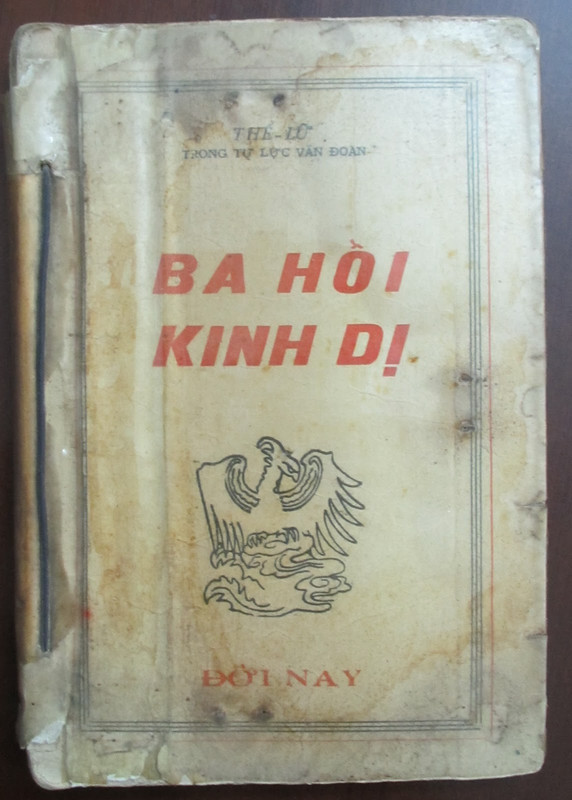 THẾ-LỮ
TRONG TỰ LỰC VĂN ĐOÀN
BA HỒI
KINH DỊ
ĐỜI NAY